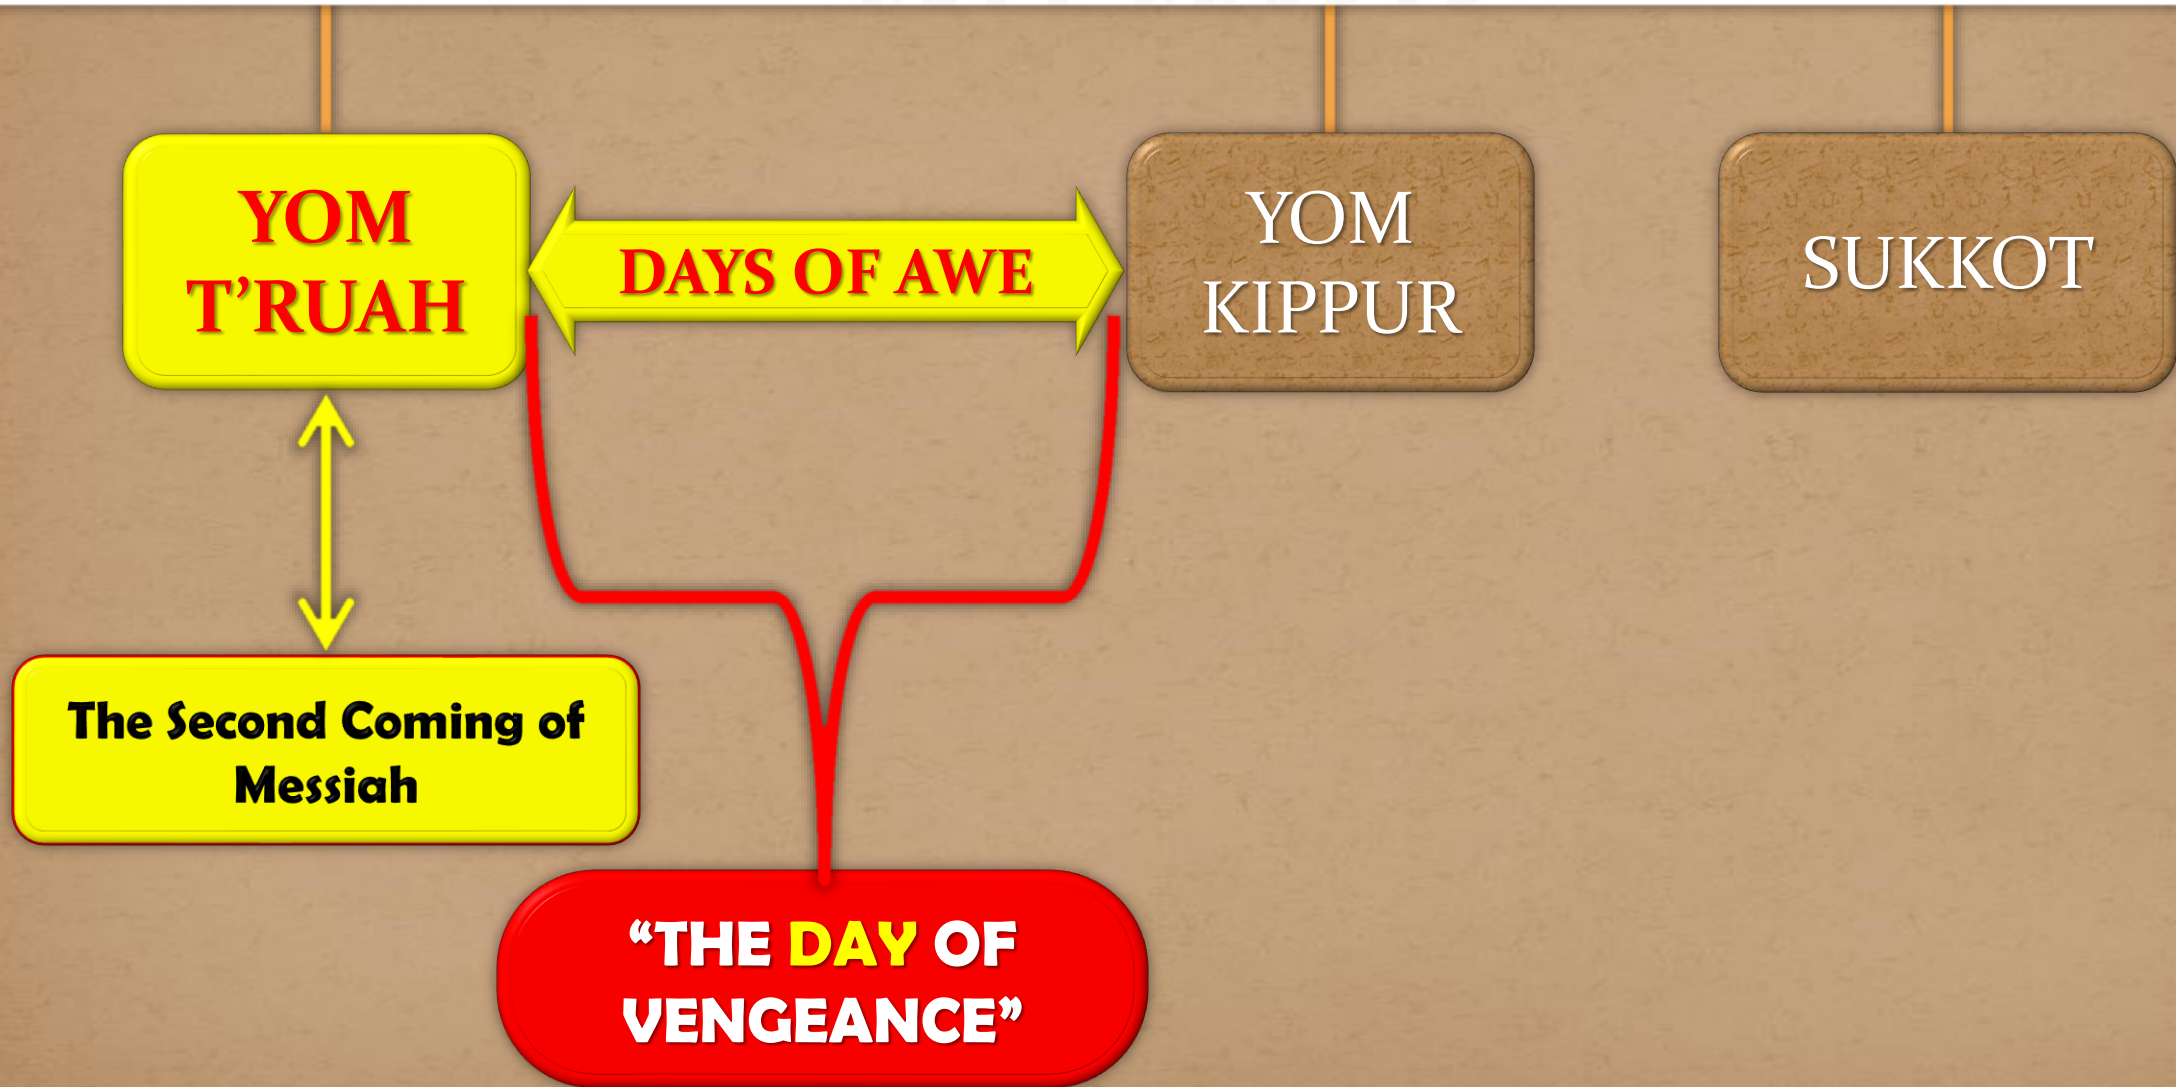 YOM
T’RUAH
DAYS OF AWE
YOM
KIPPUR
SUKKOT
The Second Coming of
Messiah
“THE DAY OF
VENGEANCE”